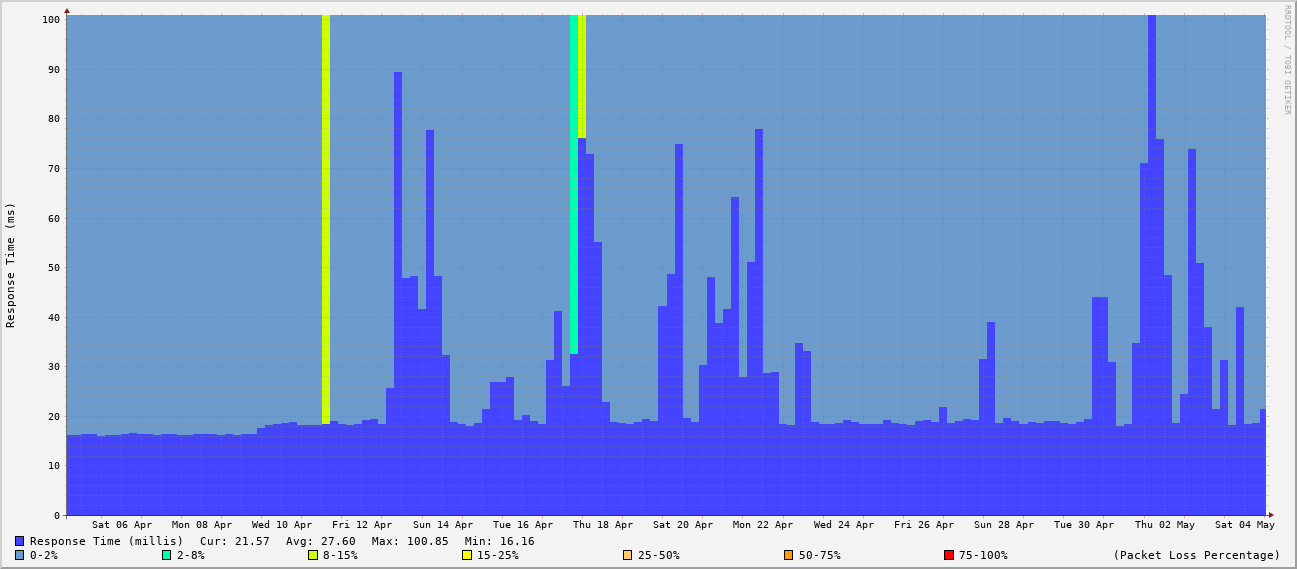 RRDTOOL / TOBI OETIKER
Response Time (ms)
100
90
80
70
60
50
40
30
20
10
0
Sat 06 Apr Mon 08 Apr Wed 10 Apr Fri 12 Apr Sun 14 Apr Tue 16 Apr Thu 18 Apr Sat 20 Apr Mon 22 Apr Wed 24 Apr Fri 26 Apr Sun 28 Apr Tue 30 Apr Thu 02 May Sat 04 May
Response Time (millis) Cur: 21.57 Avg: 27.60 Max: 100.85 Min: 16.16
0-2% 2-8% 8-15% 15-25% 25-50% 50-75% 75-100% (Packet Loss Percentage)